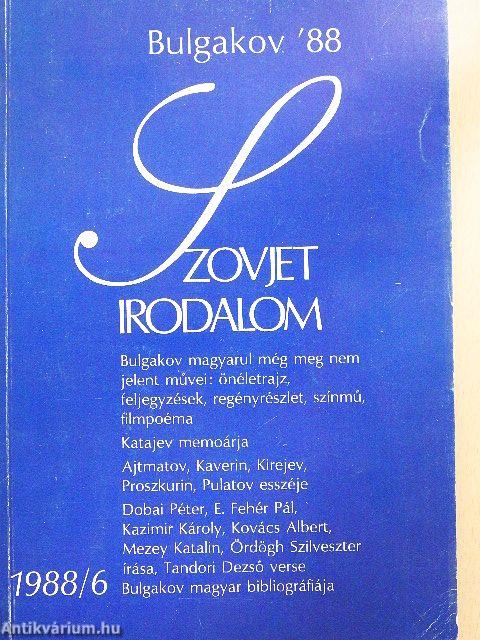 Bulgakov '88
SZOVJET
IRODALOM
Bulgakov magyarul még meg nem
jelent művei: önéletrajz,
feljegyzések, regényrészlet, színmű,
filmpoéma
Katajev memoárja
Ajtmatov, Kaverin, Kirejev,
Proszkurin, Pulatov esszéje
Dobai Péter, E. Fehér Pál,
Kazimir Károly, Kovács Albert,
Mezey Katalin, Ördögh Szilveszter
írása, Tandori Dezső verse
1988/6 Bulgakov magyar bibliográfiája
Antikvárium.hu